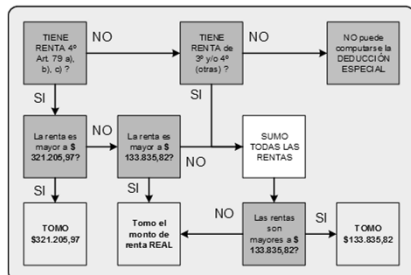 TIENE
RENTA 4º
Art. 79 a),
b), c) ?
NO
TIENE
RENTA de
3º y/o 4º
(otras) ?
NO
NO puede
computarse la
DEDUCCIÓN
ESPECIAL
SI
SI
La renta es
mayor a $
321.205,97?
NO
La renta es
mayor a $
133.835,82?
NO
SUMO
TODAS LAS
RENTAS
SI
SI
TOMO
$321.205,97
Tomo el
monto de
renta REAL
NO
Las rentas
son
mayores a $
133.835,82?
SI
TOMO
$133.835,82